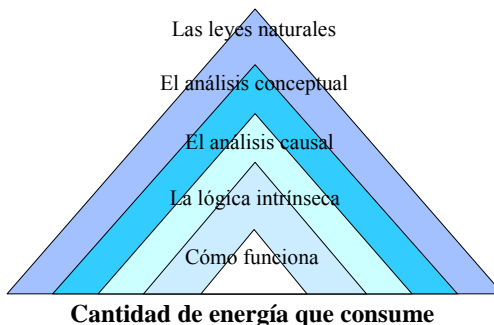 Las leyes naturales
El análisis conceptual
El análisis causal
La lógica intrínseca
Cómo funciona
Cantidad de energía que consume